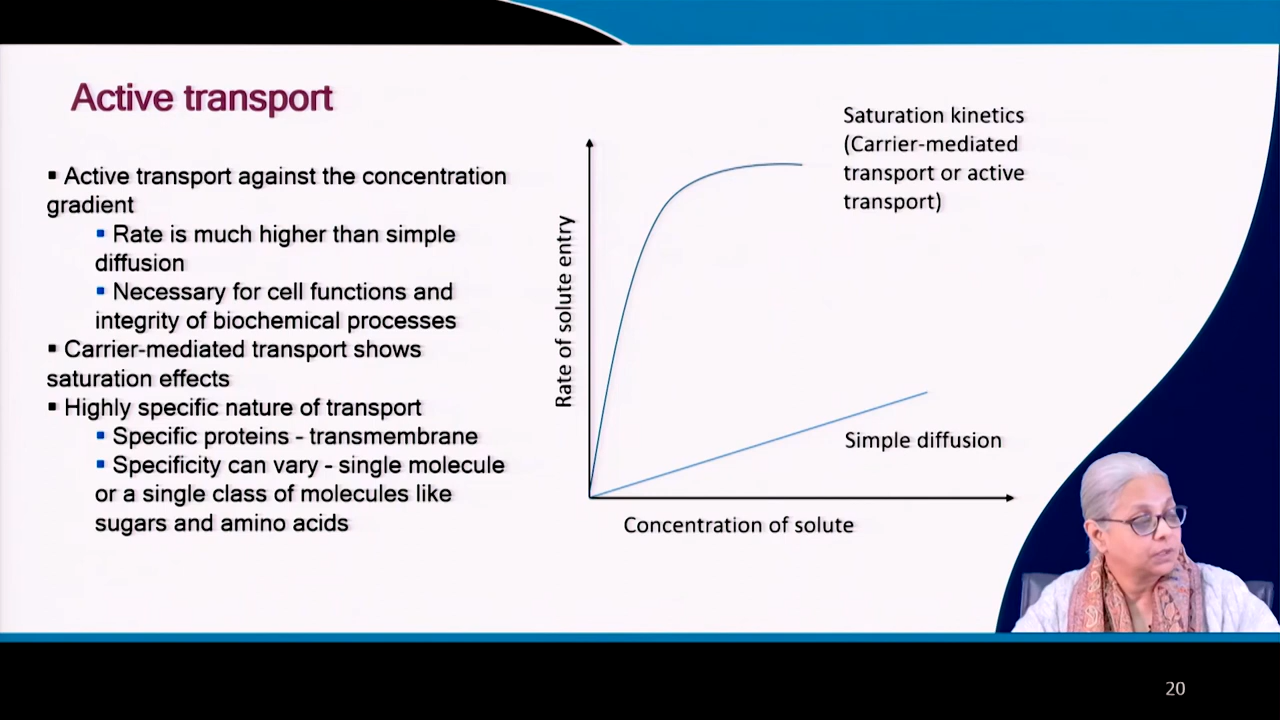 Active transport
▪ Active transport against the concentration
gradient
▪ Rate is much higher than simple
diffusion
▪ Necessary for cell functions and
integrity of biochemical processes
▪ Carrier-mediated transport shows
saturation effects
▪ Highly specific nature of transport
▪ Specific proteins - transmembrane
▪ Specificity can vary - single molecule
or a single class of molecules like
sugars and amino acids
Saturation kinetics
(Carrier-mediated
transport or active
transport)
Rate of solute entry
Simple diffusion
Concentration of solute
20